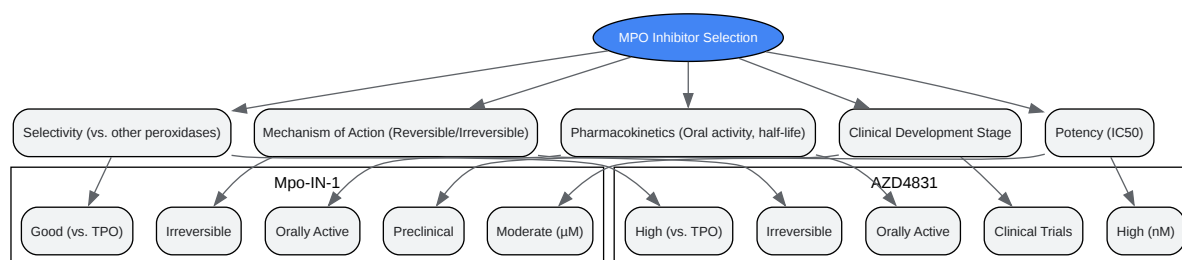 MPO Inhibitor Selection
Selectivity (vs. other peroxidases)
Mechanism of Action (Reversible/Irreversible)
Pharmacokinetics (Oral activity, half-life)
Clinical Development Stage
Potency (IC50)
Mpo-IN-1
AZD4831
Good (vs. TPO)
Irreversible
Orally Active
Preclinical
Moderate (µM)
High (vs. TPO)
Irreversible
Orally Active
Clinical Trials
High (nM)